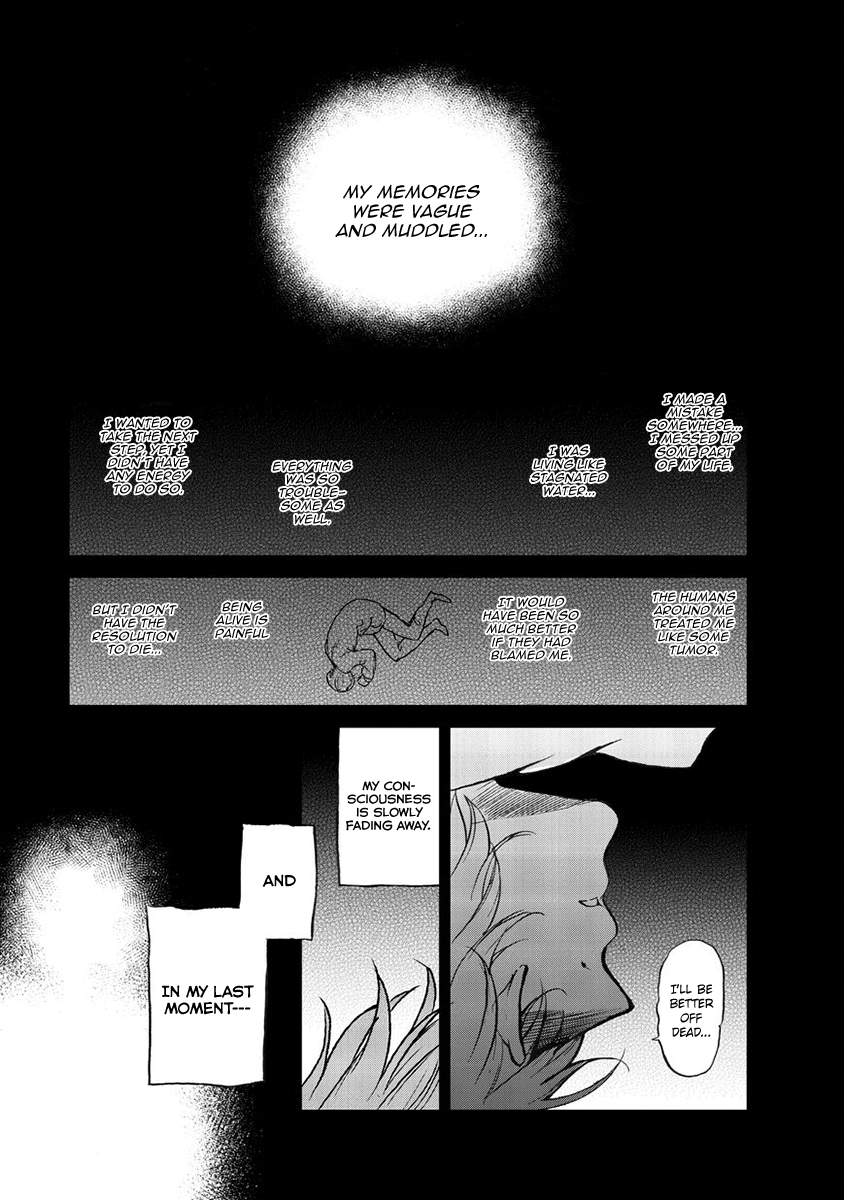 MY MEMORIES
WERE VAGUE
AND MUDDLED...
I MADE A
MISTAKE
SOMEWHERE...
I MESSED UP
SOME PART
OF MY LIFE.
I WAS
LIVING LIKE
STAGNATED
WATER...
EVERYTHING
WAS SO
TROUBLE-
SOME AS
WELL.
I WANTED TO
TAKE THE NEXT
STEP, YET I
DIDN'T HAVE
ANY ENERGY
TO DO SO.
THE HUMANS
AROUND ME
TREATED ME
LIKE SOME
TUMOR.
IT WOULD
HAVE BEEN SO
MUCH BETTER
IF THEY HAD
BLAMED ME.
BEING
ALIVE IS
PAINFUL
BUT I DIDN'T
HAVE THE
RESOLUTION
TO DIE...
I'LL BE
BETTER
OFF
DEAD...
MY CON-
SCIOUSNESS
IS SLOWLY
FADING AWAY.
AND
IN MY LAST
MOMENT---